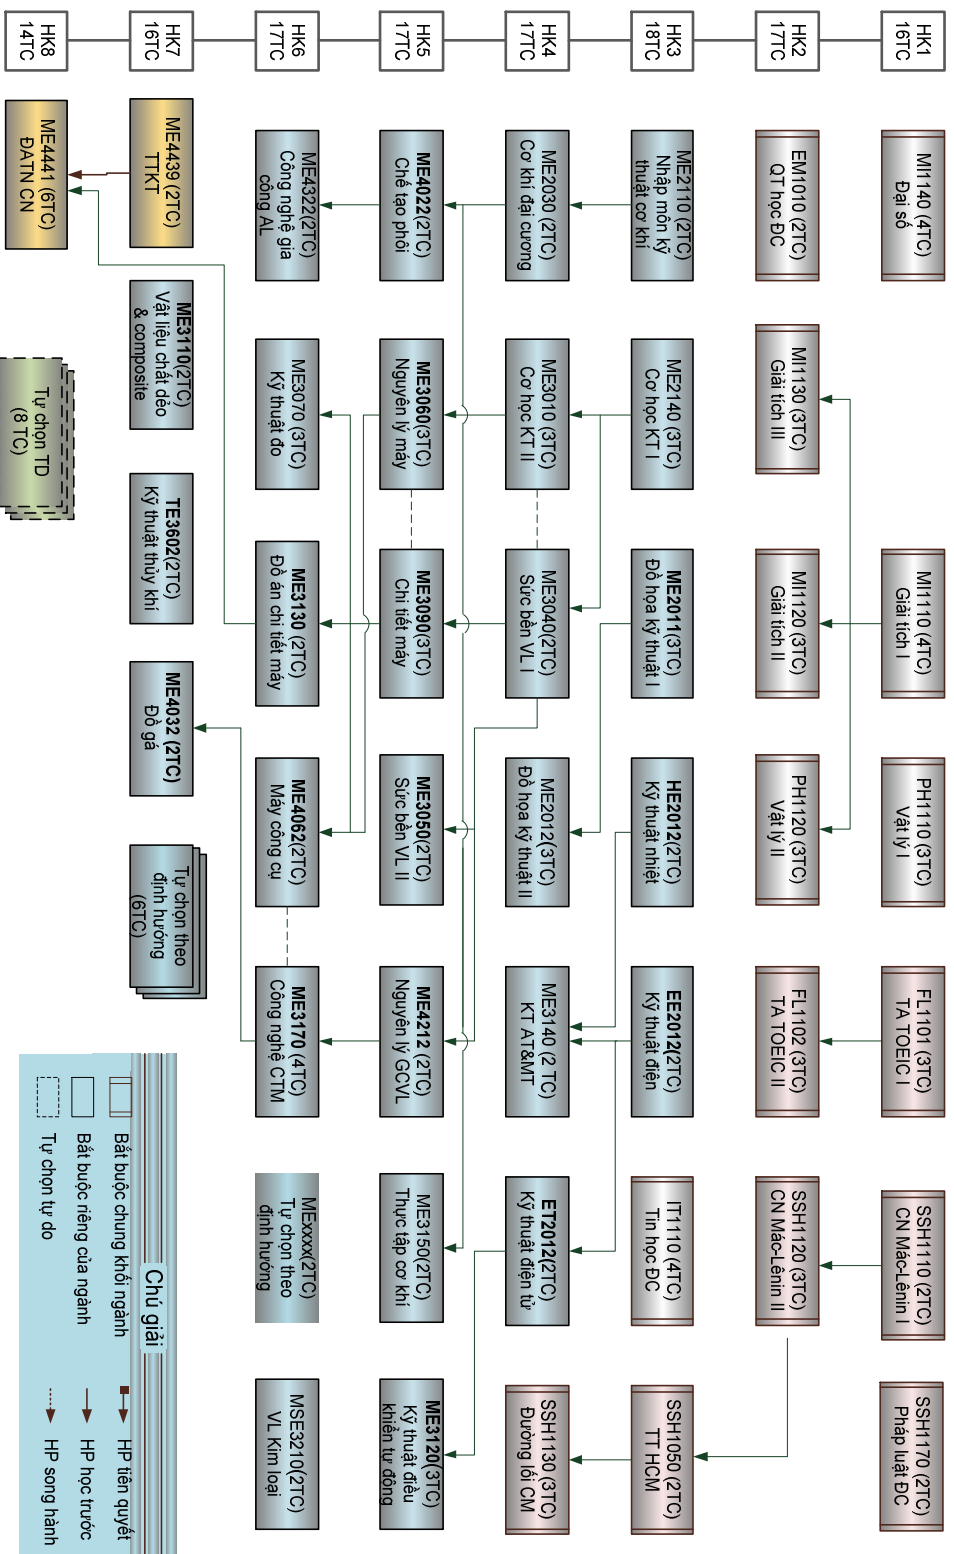 HK1
16TC
MI1140 (4TC)
Đại số
MI1110 (4TC)
Giải tích I
PH1110 (3TC)
Vật lý I
FL1101 (3TC)
TA TOEIC I
SSH1110 (2TC)
CN Mác-Lênin I
SSH1170 (2TC)
Pháp luật ĐC
HK2
17TC
EM1010 (2TC)
QT học ĐC
MI1130 (3TC)
Giải tích III
MI1120 (3TC)
Giải tích II
PH1120 (3TC)
Vật lý II
FL1102 (3TC)
TA TOEIC II
SSH1120 (3TC)
CN Mác-Lênin II
HK3
18TC
ME2110 (2TC)
Nhập môn kỹ
thuật cơ khí
ME2140 (3TC)
Cơ học KT I
ME2011(3TC)
Đồ họa kỹ thuật I
HE2012(2TC)
Kỹ thuật nhiệt
EE2012(2TC)
Kỹ thuật điện
IT1110 (4TC)
Tin học ĐC
SSH1050 (2TC)
TT HCM
HK4
17TC
ME2030 (2TC)
Cơ khí đại cương
ME3010 (3TC)
Cơ học KT II
ME3040(2TC)
Sức bền VL I
ME2012(3TC)
Đồ họa kỹ thuật II
ME3140 (2 TC)
KT AT&MT
ET2012(2TC)
Kỹ thuật điện tử
SSH1130 (3TC)
Đường lối CM
HK5
17TC
ME4022(2TC)
Chế tạo phôi
ME3060(3TC)
Nguyên lý máy
ME3090(3TC)
Chi tiết máy
ME3050(2TC)
Sức bền VL II
ME4212 (2TC)
Nguyên lý GCVL
ME3150(2TC)
Thực tập cơ khí
ME3120(3TC)
Kỹ thuật điều
khiển tự động
HK6
17TC
ME4322(2TC)
Công nghệ gia
công AL
ME3070 (3TC)
Kỹ thuật đo
ME3130 (2TC)
Đồ án chi tiết máy
ME4062(2TC)
Máy công cụ
ME3170 (4TC)
Công nghệ CTM
MExxxx(2TC)
Tự chọn theo
định hướng
MSE3210(2TC)
VL Kim loại
HK7
16TC
ME4439 (2TC)
TTKT
ME3110(2TC)
Vật liệu chất dẻo
& composite
TE3602(2TC)
Kỹ thuật thủy khí
ME4032 (2TC)
Đồ gá
Tự chọn theo
định hướng
(6TC)
HK8
14TC
ME4441 (6TC)
ĐATN CN
Tự chọn TD
(8 TC)
Chú giải
Bắt buộc chung khối ngành
HP tiên quyết
Bắt buộc riêng của ngành
HP học trước
Tự chọn tự do
HP song hành